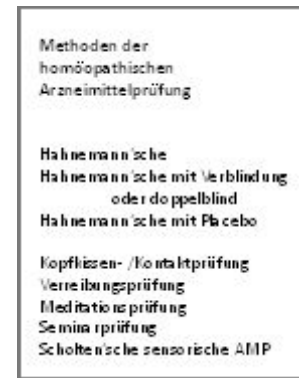 Methoden der
homöopathischen
Arzneimittelprüfung
Hahnemann'sche
Hahnemann'sche mit Verblindung
oder doppelblind
Hahnemann'sche mit Placebo
Kopfkissen- /Kontaktprüfung
Verreibungsprüfung
Meditationsprüfung
Seminarprüfung
Scholten'sche sensorische AMP